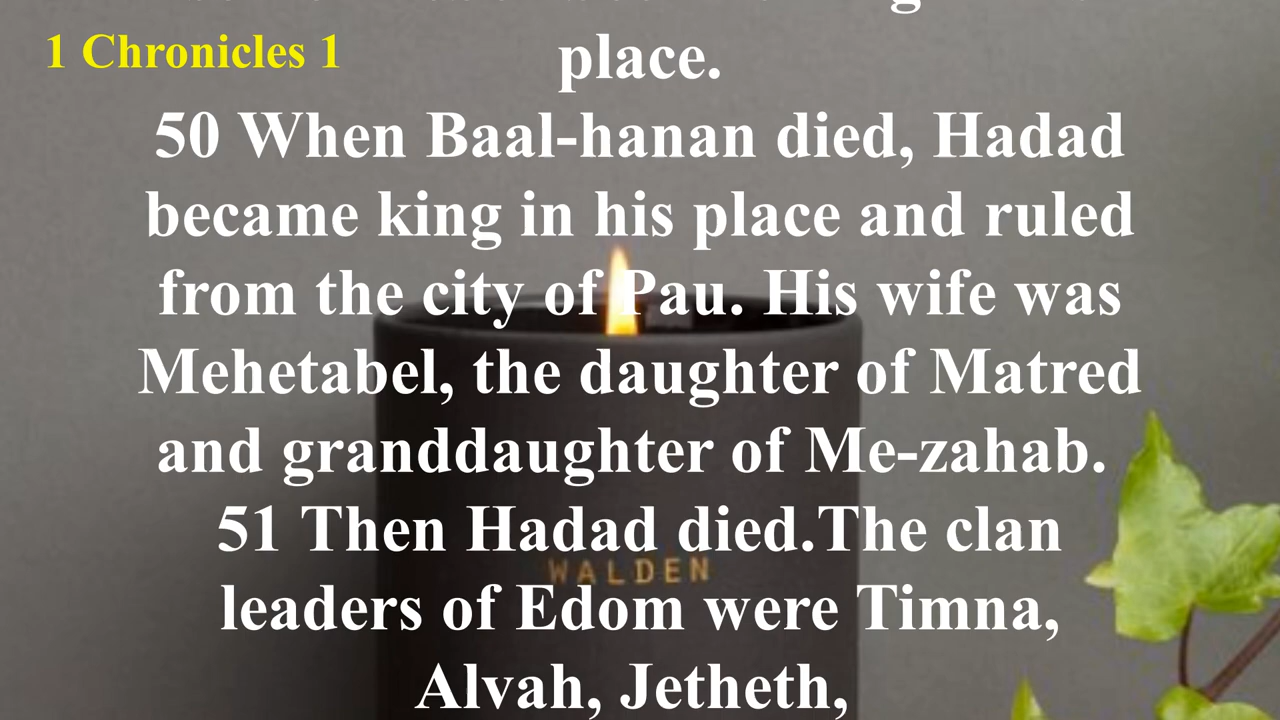 1 Chronicles 1
place.
50 When Baal-hanan died, Hadad
became king in his place and ruled
from the city of Pau. His wife was
Mehetabel, the daughter of Matred
and granddaughter of Me-zahab.
51 Then Hadad died.The clan
WALDEN
leaders of Edom were Timna,
Alvah, Jetheth,